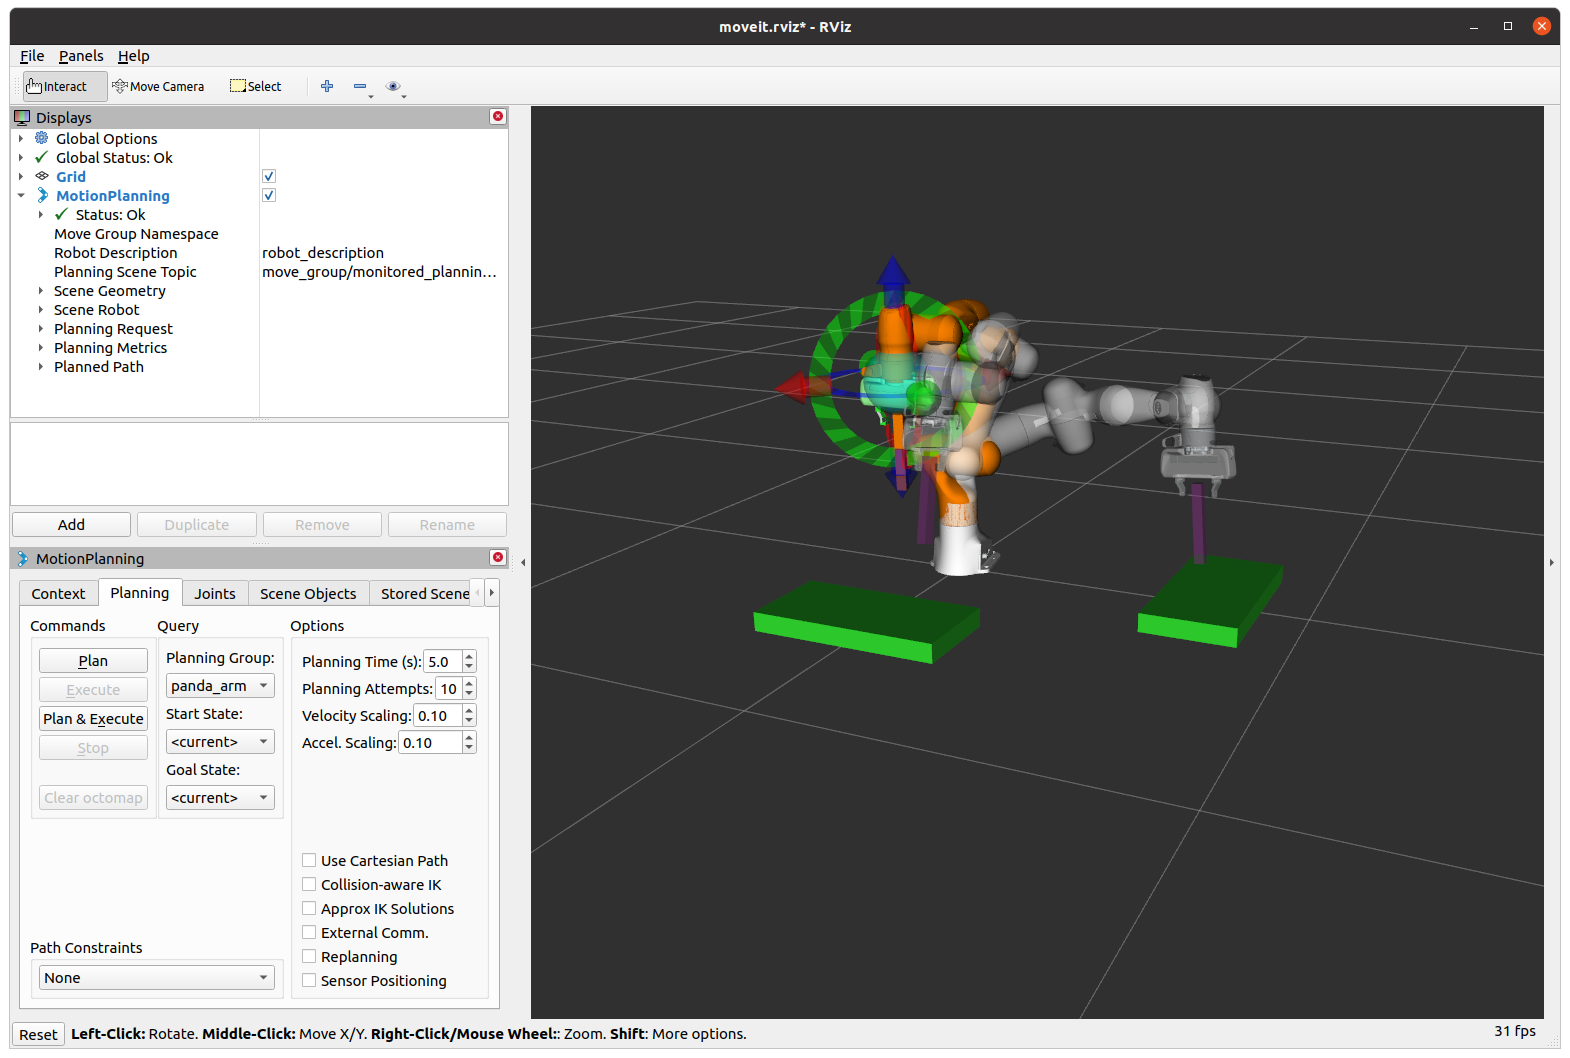 moveit.rviz* - RViz
File Panels Help
Interact Move Camera Select
Displays
Global Options
Global Status: Ok
Grid
MotionPlanning
Status: Ok
Move Group Namespace
Robot Description robot_description
Planning Scene Topic move_group/monitored_plannin...
Scene Geometry
Scene Robot
Planning Request
Planning Metrics
Planned Path
Add Duplicate Remove Rename
MotionPlanning
Context Planning Joints Scene Objects Stored Scene
Commands Query Options
Plan
Execute
Plan & Execute
Stop
Clear octomap
Planning Group:
panda_arm
Start State:
<current>
Goal State:
<current>
Planning Time (s): 5.0
Planning Attempts: 10
Velocity Scaling: 0.10
Accel. Scaling: 0.10
Use Cartesian Path
Collision-aware IK
Approx IK Solutions
External Comm.
Replanning
Sensor Positioning
Path Constraints
None
Reset Left-Click: Rotate. Middle-Click: Move X/Y. Right-Click/Mouse Wheel:: Zoom. Shift: More options. 31 fps